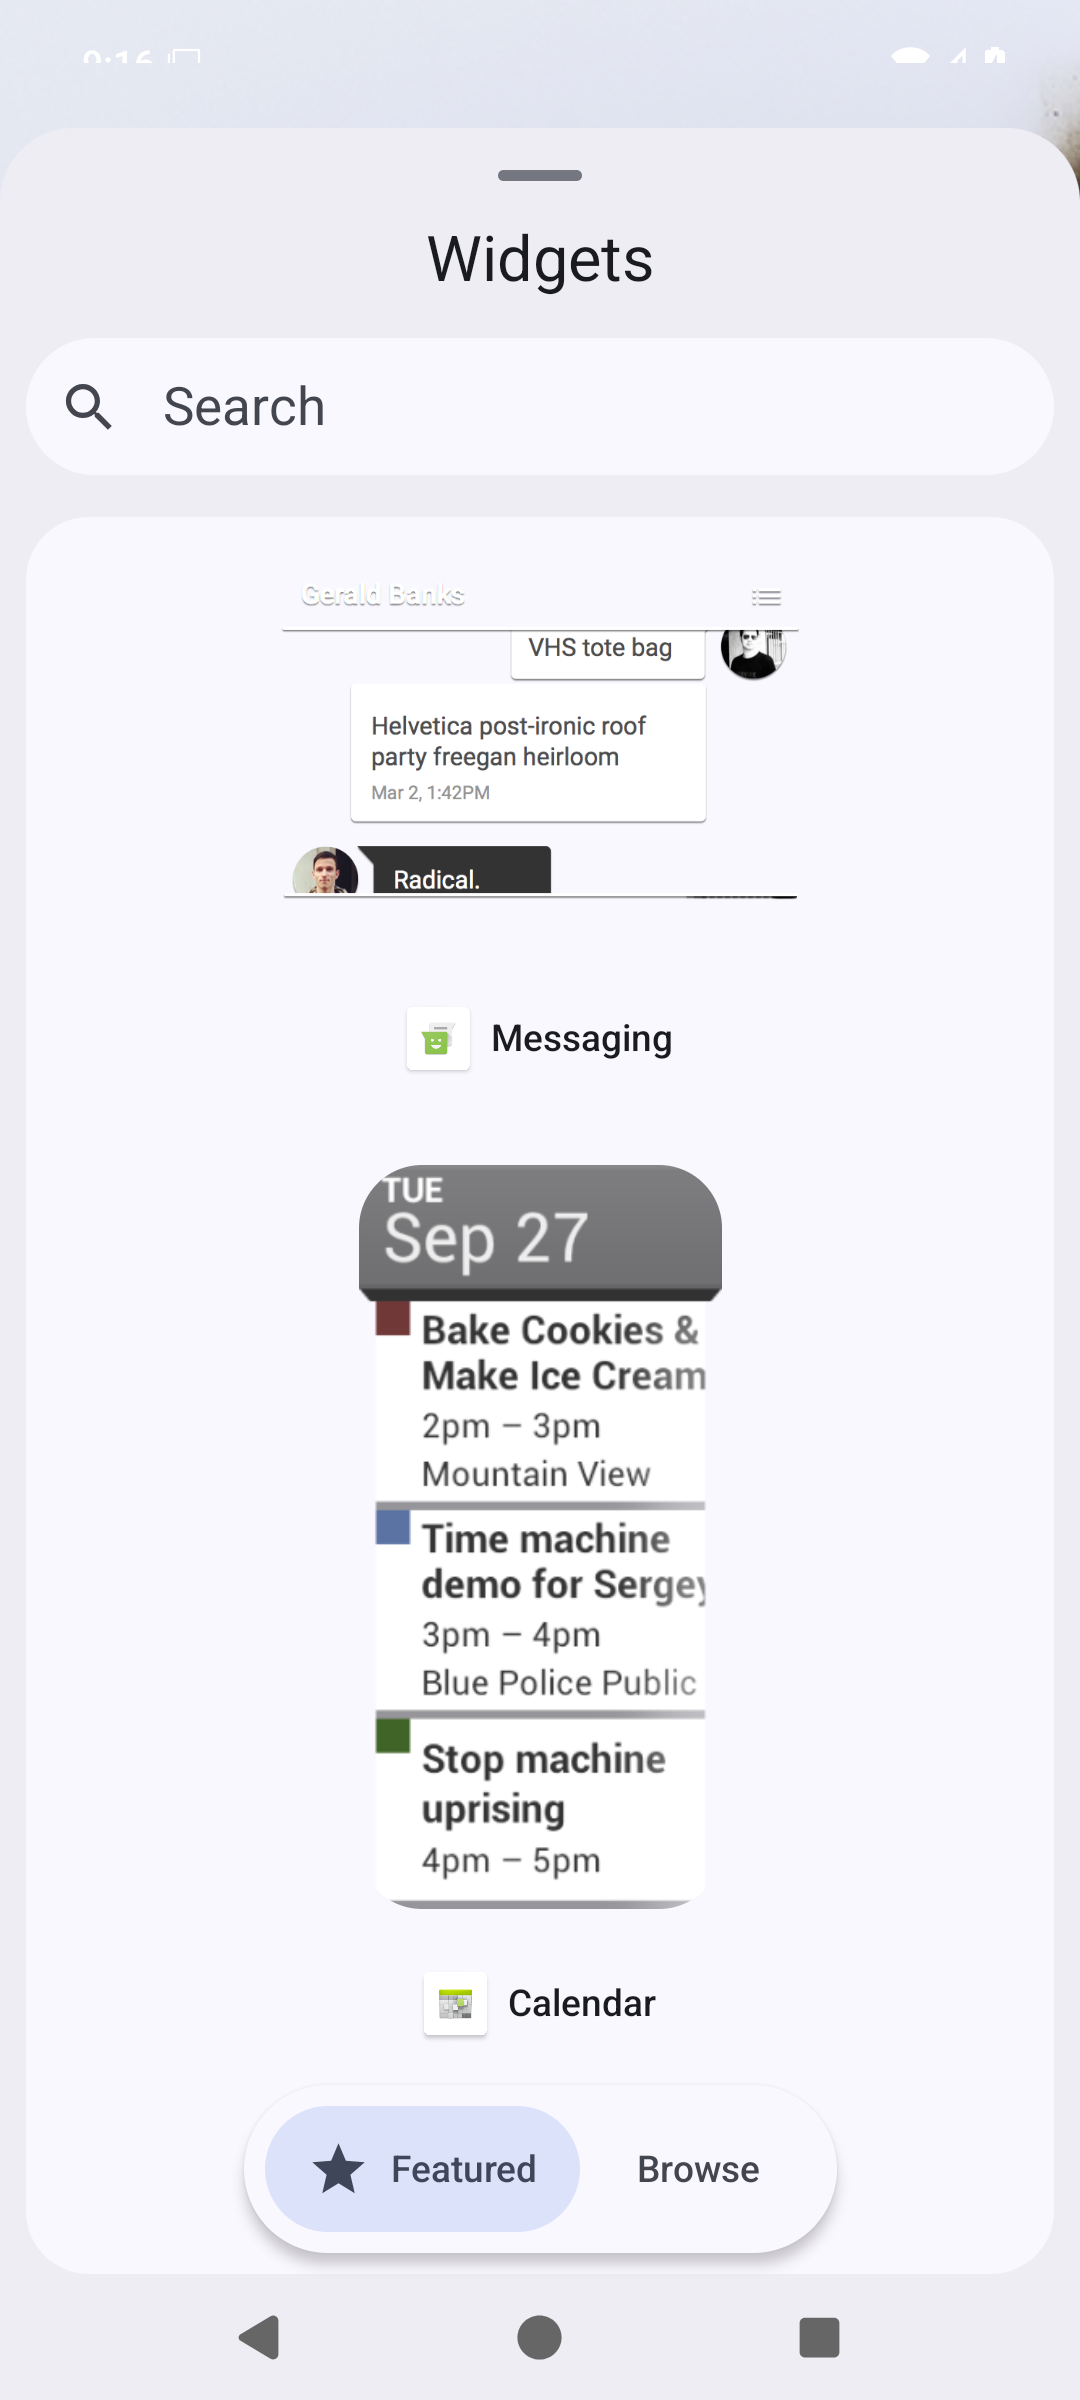 9:16
Widgets
Search
Gerald Banks
VHS tote bag
Helvetica post-ironic roof
party freegan heirloom
Mar 2, 1:42PM
Radical.
Messaging
TUE
Sep 27
Bake Cookies &
Make Ice Cream
2pm – 3pm
Mountain View
Time machine
demo for Sergey
3pm – 4pm
Blue Police Public
Stop machine
uprising
4pm – 5pm
Calendar
Featured
Browse